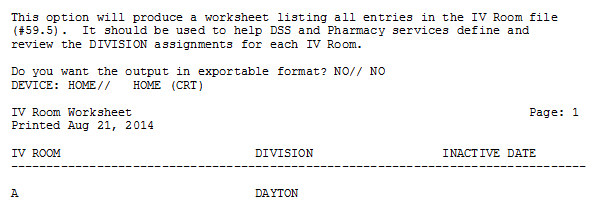 This option will produce a worksheet listing all entries in the IV Room file
(#59.5).  It should be used to help DSS and Pharmacy services define and
review the DIVISION assignments for each IV Room.
Do you want the output in exportable format? NO// NO
DEVICE: HOME//   HOME (CRT)
IV Room Worksheet                                                   Page: 1
Printed Aug 21, 2014
IV ROOM                        DIVISION                INACTIVE DATE
--------------------------------------------------------------------------------
A                              DAYTON